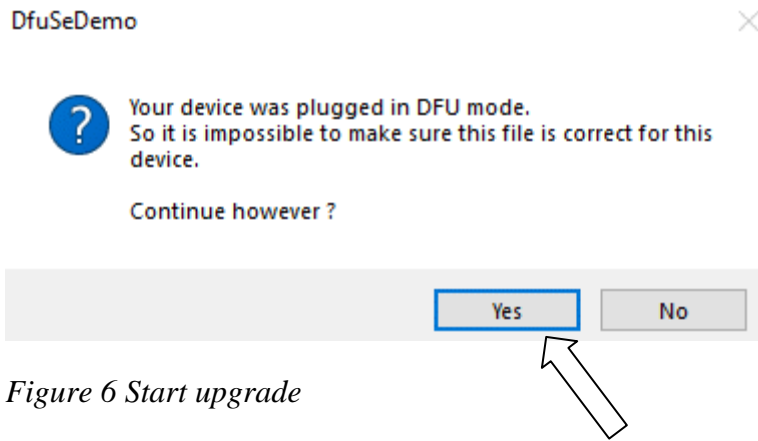 DfuSeDemo
Your device was plugged in DFU mode.
So it is impossible to make sure this file is correct for this
device.
Continue however ?
Yes
No
Figure 6 Start upgrade